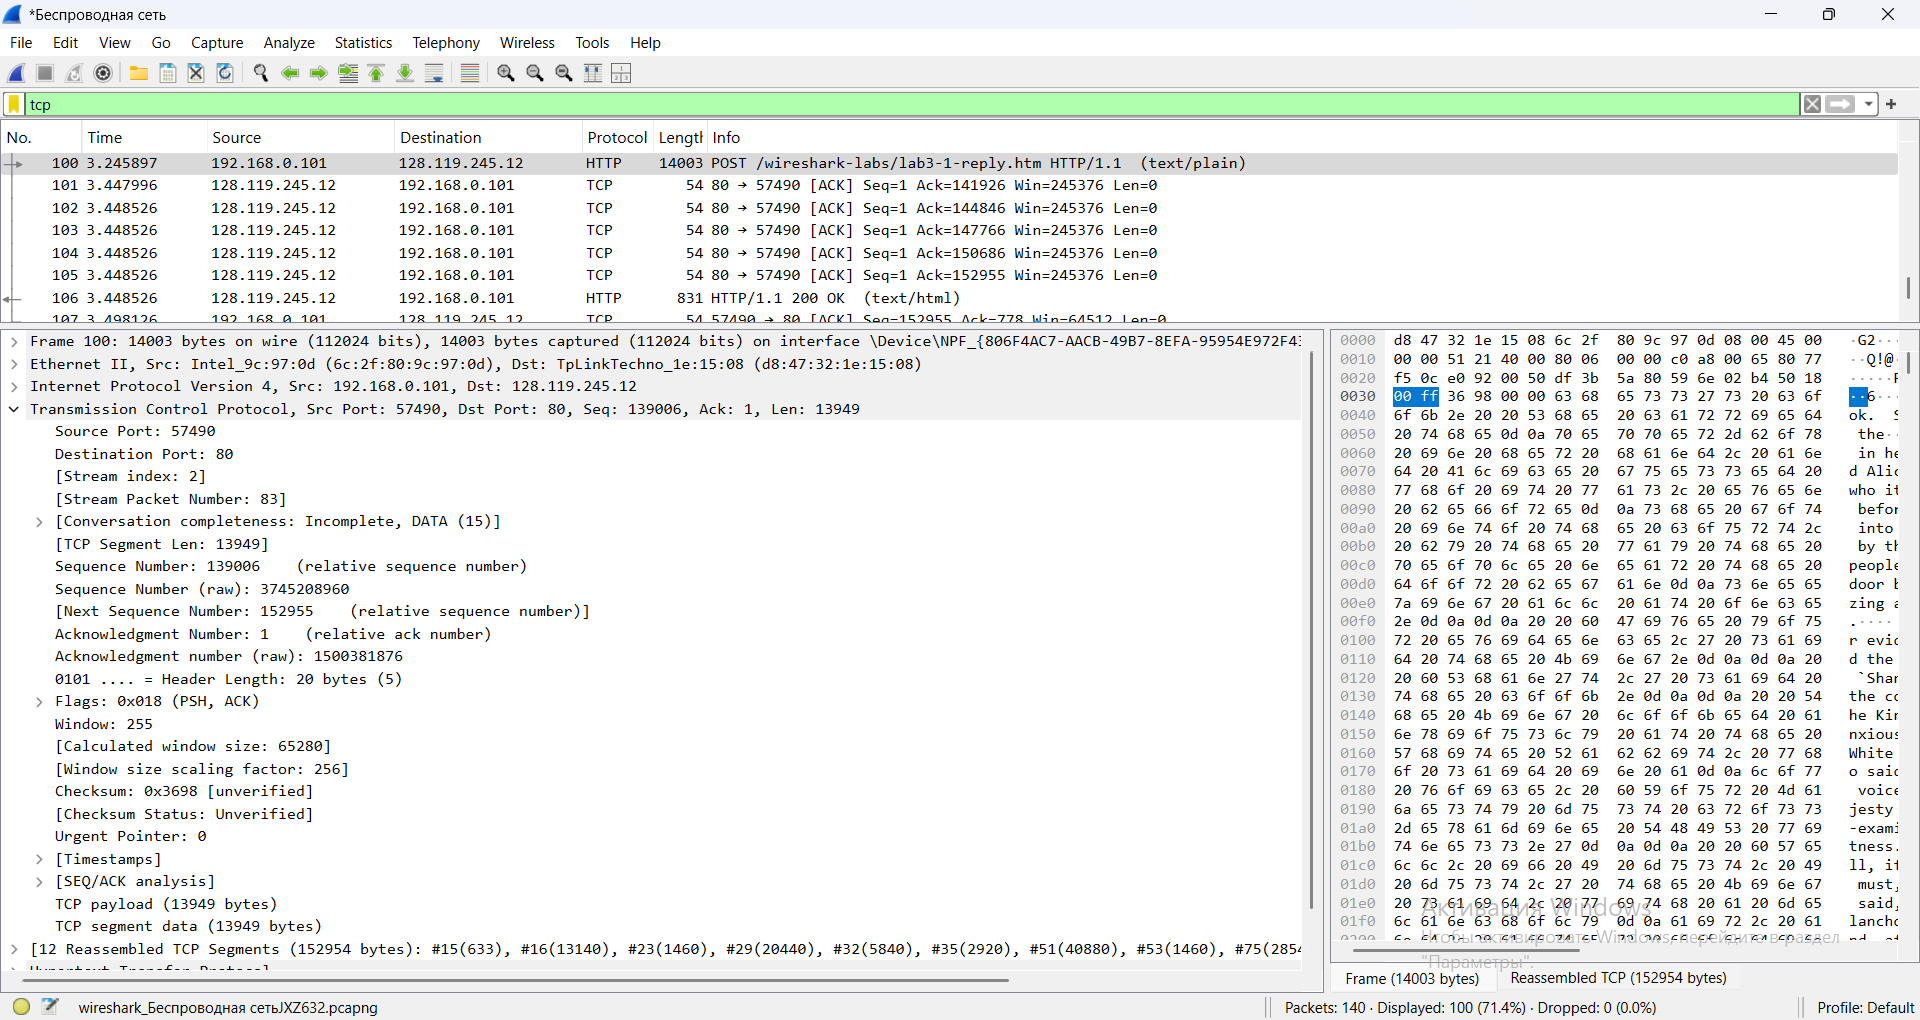 *Беспроводная сеть
File Edit View Go Capture Analyze Statistics Telephony Wireless Tools Help
tcp
No. Time Source Destination Protocol Length Info
100 3.245897 192.168.0.101 128.119.245.12 HTTP 14003 POST /wireshark-labs/lab3-1-reply.htm HTTP/1.1 (text/plain)
101 3.447996 128.119.245.12 192.168.0.101 TCP 54 80 → 57490 [ACK] Seq=1 Ack=141926 Win=245376 Len=0
102 3.448526 128.119.245.12 192.168.0.101 TCP 54 80 → 57490 [ACK] Seq=1 Ack=144846 Win=245376 Len=0
103 3.448526 128.119.245.12 192.168.0.101 TCP 54 80 → 57490 [ACK] Seq=1 Ack=147766 Win=245376 Len=0
104 3.448526 128.119.245.12 192.168.0.101 TCP 54 80 → 57490 [ACK] Seq=1 Ack=150686 Win=245376 Len=0
105 3.448526 128.119.245.12 192.168.0.101 TCP 54 80 → 57490 [ACK] Seq=1 Ack=152955 Win=245376 Len=0
106 3.448526 128.119.245.12 192.168.0.101 HTTP 831 HTTP/1.1 200 OK (text/html)
107 3.498126 192.168.0.101 128.119.245.12 TCP 54 57490 → 80 [ACK] Seq=152955 Ack=778 Win=64512 Len=0
Frame 100: 14003 bytes on wire (112024 bits), 14003 bytes captured (112024 bits) on interface \Device\NPF_{806F4AC7-AACB-49B7-8EFA-95954E972F43
Ethernet II, Src: Intel_9c:97:0d (6c:2f:80:9c:97:0d), Dst: TpLinkTechno_1e:15:08 (d8:47:32:1e:15:08)
Internet Protocol Version 4, Src: 192.168.0.101, Dst: 128.119.245.12
Transmission Control Protocol, Src Port: 57490, Dst Port: 80, Seq: 139006, Ack: 1, Len: 13949
Source Port: 57490
Destination Port: 80
[Stream index: 2]
[Stream Packet Number: 83]
[Conversation completeness: Incomplete, DATA (15)]
[TCP Segment Len: 13949]
Sequence Number: 139006 (relative sequence number)
Sequence Number (raw): 3745208960
[Next Sequence Number: 152955 (relative sequence number)]
Acknowledgment Number: 1 (relative ack number)
Acknowledgment number (raw): 1500381876
0101 .... = Header Length: 20 bytes (5)
Flags: 0x018 (PSH, ACK)
Window: 255
[Calculated window size: 65280]
[Window size scaling factor: 256]
Checksum: 0x3698 [unverified]
[Checksum Status: Unverified]
Urgent Pointer: 0
[Timestamps]
[SEQ/ACK analysis]
TCP payload (13949 bytes)
TCP segment data (13949 bytes)
[12 Reassembled TCP Segments (152954 bytes): #15(633), #16(13140), #23(1460), #29(20440), #32(5840), #35(2920), #51(40880), #53(1460), #75(2854
Hypertext Transfer Protocol
0000 d8 47 32 1e 15 08 6c 2f 80 9c 97 0d 08 00 45 00 ·G2···
0010 00 00 51 21 40 00 80 06 00 00 c0 a8 00 65 80 77 ··Q!@·
0020 f5 0c e0 92 00 50 df 3b 5a 80 59 6e 02 b4 50 18 ·····P
0030 00 ff 36 98 00 00 63 68 65 73 73 27 73 20 63 6f ··6···
0040 6f 6b 2e 20 20 53 68 65 20 63 61 72 72 69 65 64 ok.  S
0050 20 74 68 65 0d 0a 70 65 70 70 65 72 2d 62 6f 78 the··
0060 20 69 6e 20 68 65 72 20 68 61 6e 64 2c 20 61 6e in he
0070 64 20 41 6c 69 63 65 20 67 75 65 73 73 65 64 20 d Alic
0080 77 68 6f 20 69 74 20 77 61 73 2c 20 65 76 65 6e who it
0090 20 62 65 66 6f 72 65 0d 0a 73 68 65 20 67 6f 74 befor
00a0 20 69 6e 74 6f 20 74 68 65 20 63 6f 75 72 74 2c into
00b0 20 62 79 20 74 68 65 20 77 61 79 20 74 68 65 20 by th
00c0 70 65 6f 70 6c 65 20 6e 65 61 72 20 74 68 65 20 people
00d0 64 6f 6f 72 20 62 65 67 61 6e 0d 0a 73 6e 65 65 door b
00e0 7a 69 6e 67 20 61 6c 6c 20 61 74 20 6f 6e 63 65 zing a
00f0 2e 0d 0a 0d 0a 20 20 60 47 69 76 65 20 79 6f 75 .····
0100 72 20 65 76 69 64 65 6e 63 65 2c 27 20 73 61 69 r evid
0110 64 20 74 68 65 20 4b 69 6e 67 2e 0d 0a 0d 0a 20 d the
0120 20 60 53 68 61 6e 27 74 2c 27 20 73 61 69 64 20 `Shan
0130 74 68 65 20 63 6f 6f 6b 2e 0d 0a 0d 0a 20 20 54 the co
0140 68 65 20 4b 69 6e 67 20 6c 6f 6f 6b 65 64 20 61 he Kin
0150 6e 78 69 6f 75 73 6c 79 20 61 74 20 74 68 65 20 nxious
0160 57 68 69 74 65 20 52 61 62 62 69 74 2c 20 77 68 White
0170 6f 20 73 61 69 64 20 69 6e 20 61 0d 0a 6c 6f 77 o said
0180 20 76 6f 69 63 65 2c 20 60 59 6f 75 72 20 4d 61 voice
0190 6a 65 73 74 79 20 6d 75 73 74 20 63 72 6f 73 73 jesty
01a0 2d 65 78 61 6d 69 6e 65 20 54 48 49 53 20 77 69 -exami
01b0 74 6e 65 73 73 2e 27 0d 0a 0d 0a 20 20 60 57 65 tness.
01c0 6c 6c 2c 20 69 66 20 49 20 6d 75 73 74 2c 20 49 ll, if
01d0 20 6d 75 73 74 2c 27 20 74 68 65 20 4b 69 6e 67 must,
01e0 20 73 61 69 64 2c 20 77 69 74 68 20 61 20 6d 65 said,
01f0 6c 61 6e 63 68 6f 6c 79 0d 0a 61 69 72 2c 20 61 lancho
Активация Windows
Чтобы активировать Windows, перейдите в раздел
"Параметры".
Frame (14003 bytes) Reassembled TCP (152954 bytes)
wireshark_Беспроводная сетьJXZ632.pcapng
Packets: 140 · Displayed: 100 (71.4%) · Dropped: 0 (0.0%)
Profile: Default